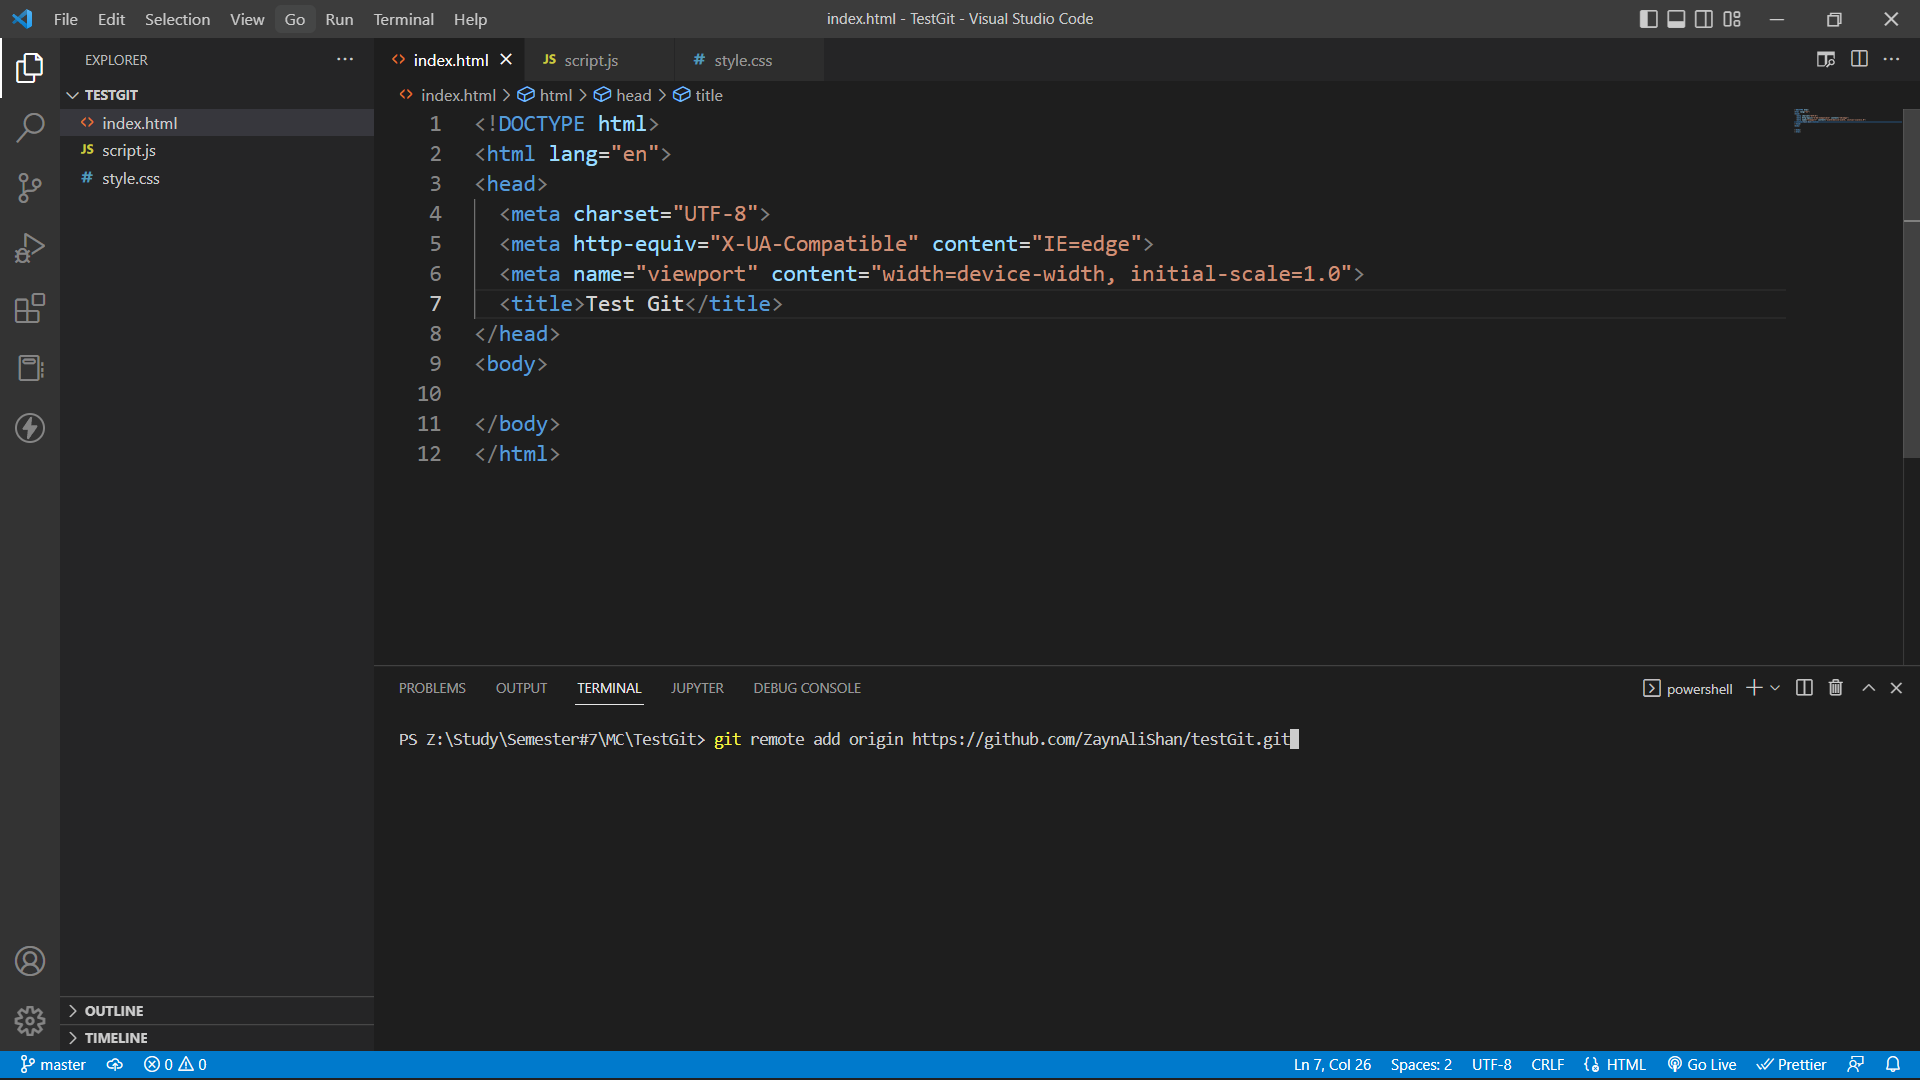 File Edit Selection View Go Run Terminal Help
index.html - TestGit - Visual Studio Code
EXPLORER
TESTGIT
<> index.html
JS script.js
# style.css
OUTLINE
TIMELINE
<> index.html
JS script.js
# style.css
<> index.html > html > head > title
1 <!DOCTYPE html>
2 <html lang="en">
3 <head>
4 <meta charset="UTF-8">
5 <meta http-equiv="X-UA-Compatible" content="IE=edge">
6 <meta name="viewport" content="width=device-width, initial-scale=1.0">
7 <title>Test Git</title>
8 </head>
9 <body>
10
11 </body>
12 </html>
PROBLEMS OUTPUT TERMINAL JUPYTER DEBUG CONSOLE
powershell
PS Z:\Study\Semester#7\MC\TestGit> git remote add origin https://github.com/ZaynAliShan/testGit.git
master 0 0
Ln 7, Col 26 Spaces: 2 UTF-8 CRLF HTML Go Live Prettier